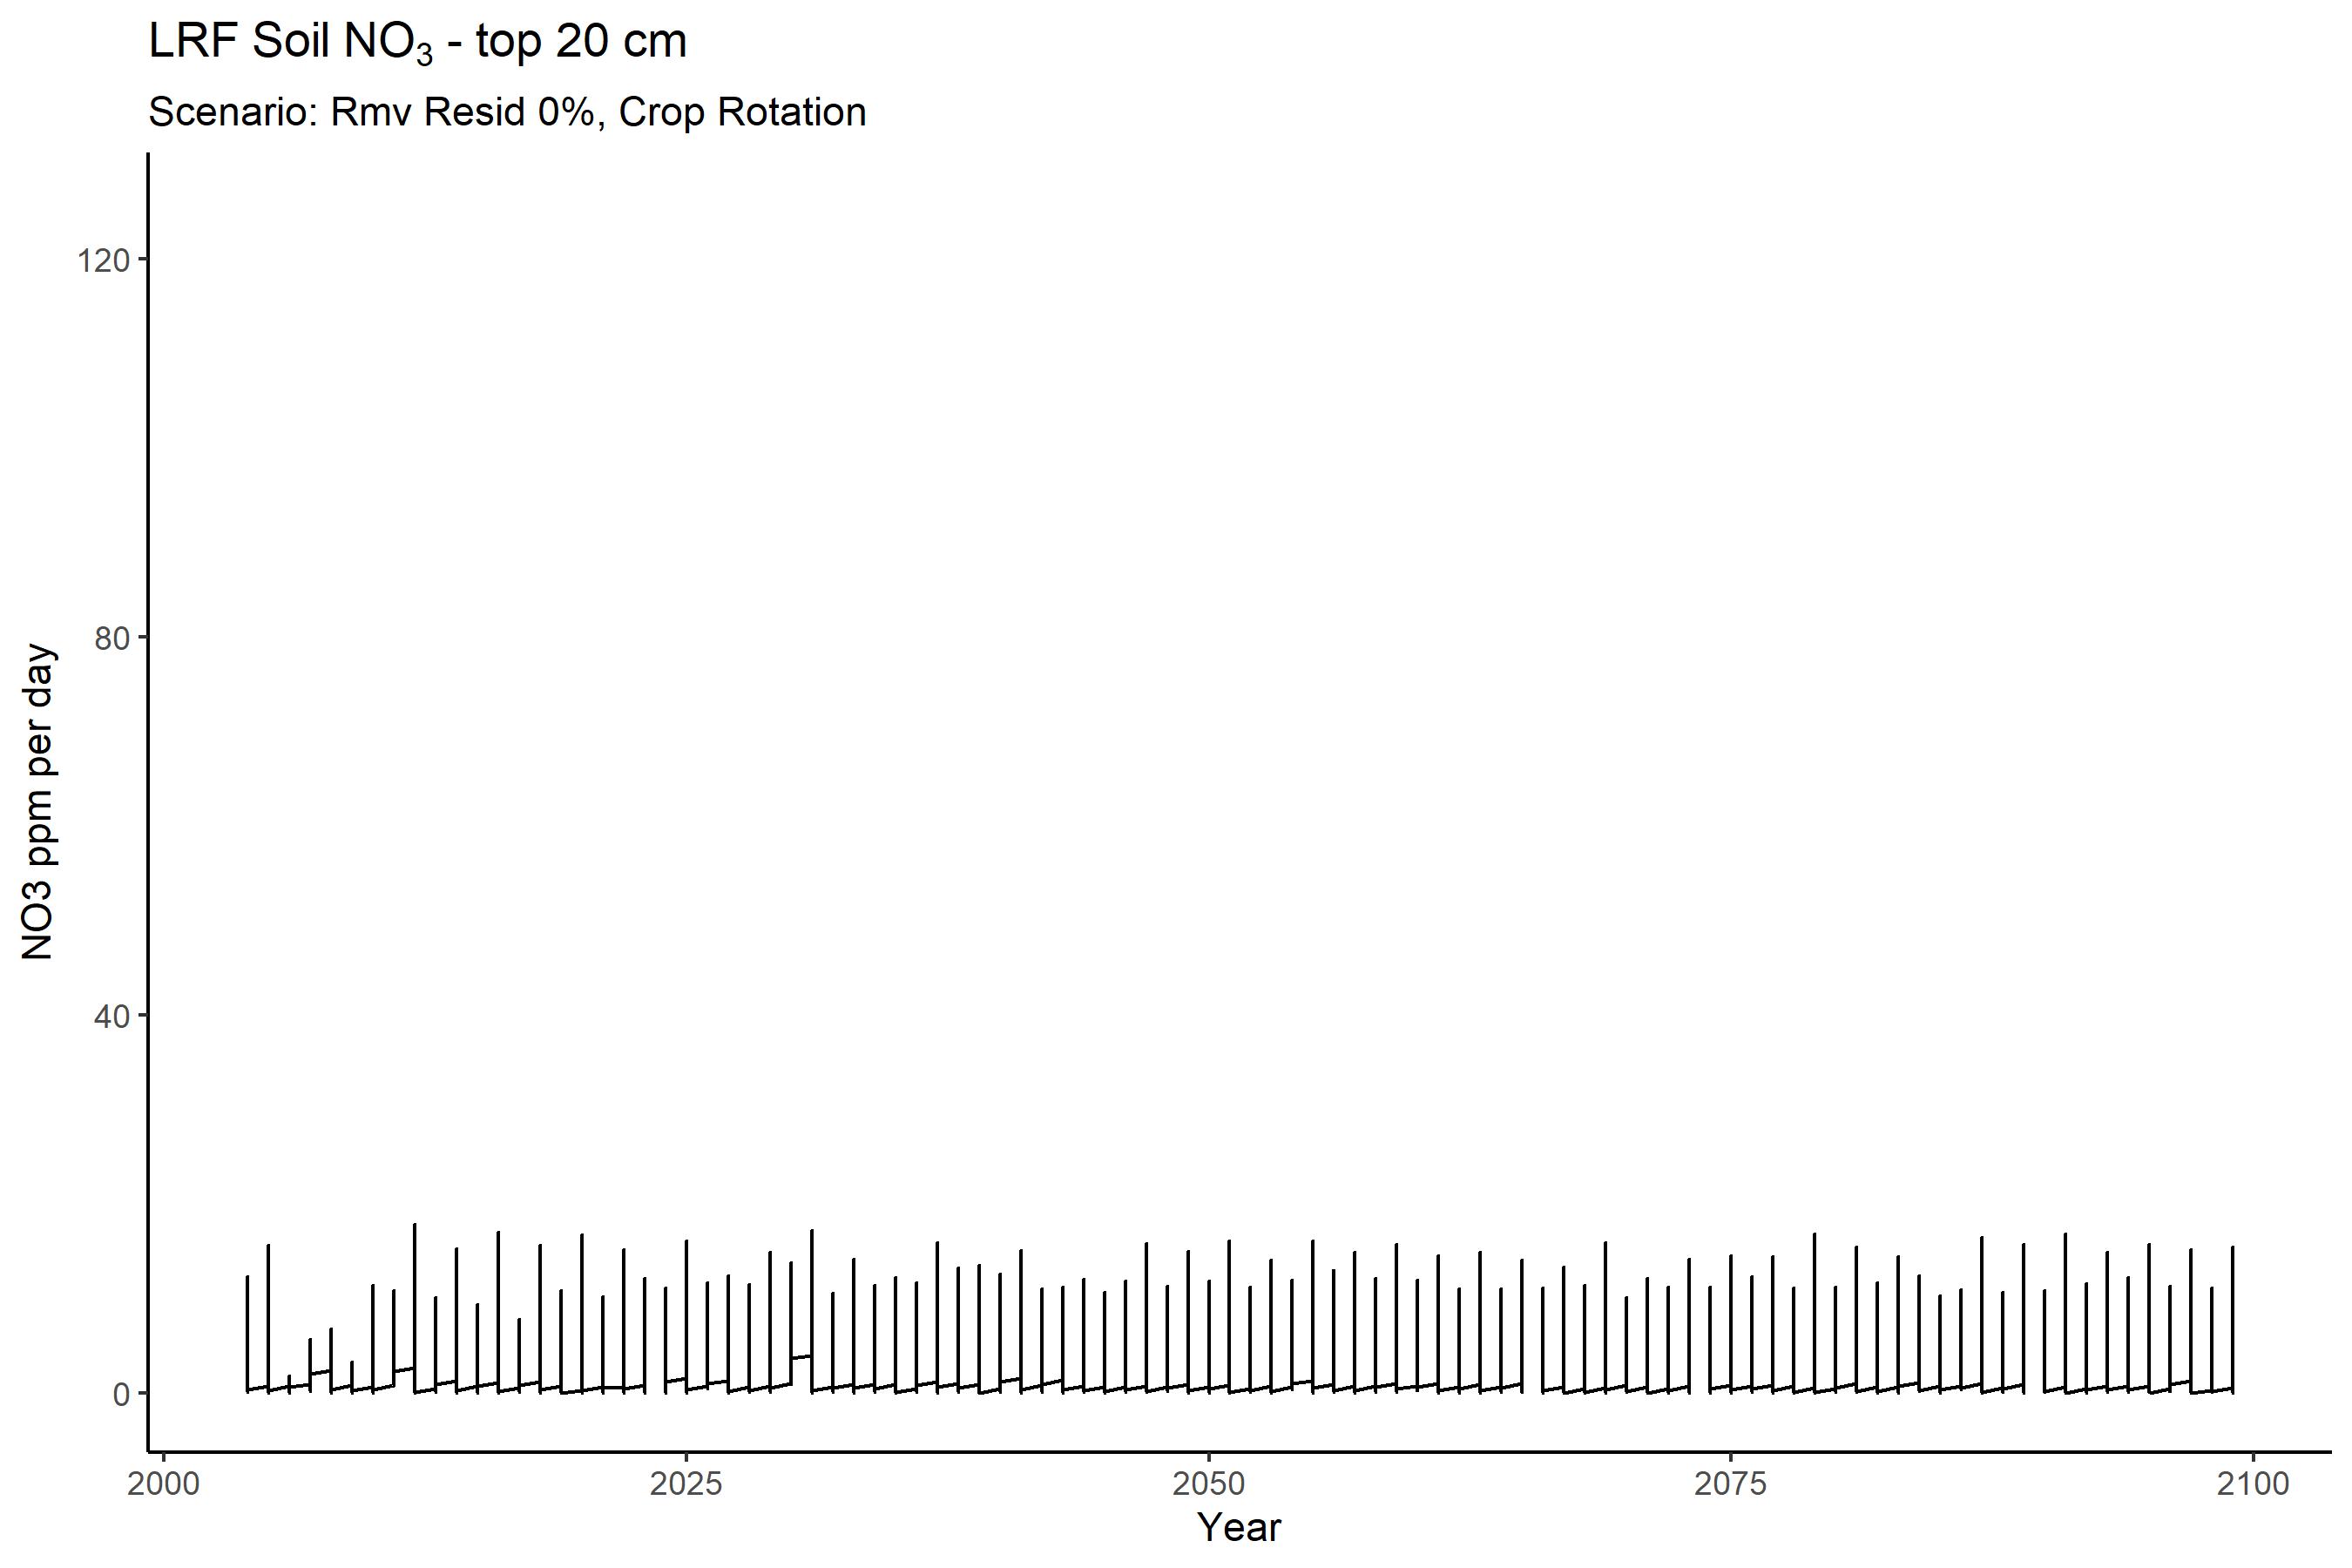 LRF Soil NO₃ - top 20 cm
Scenario: Rmv Resid 0%, Crop Rotation
120
80
40
0
NO3 ppm per day
2000 2025 2050 2075 2100
Year